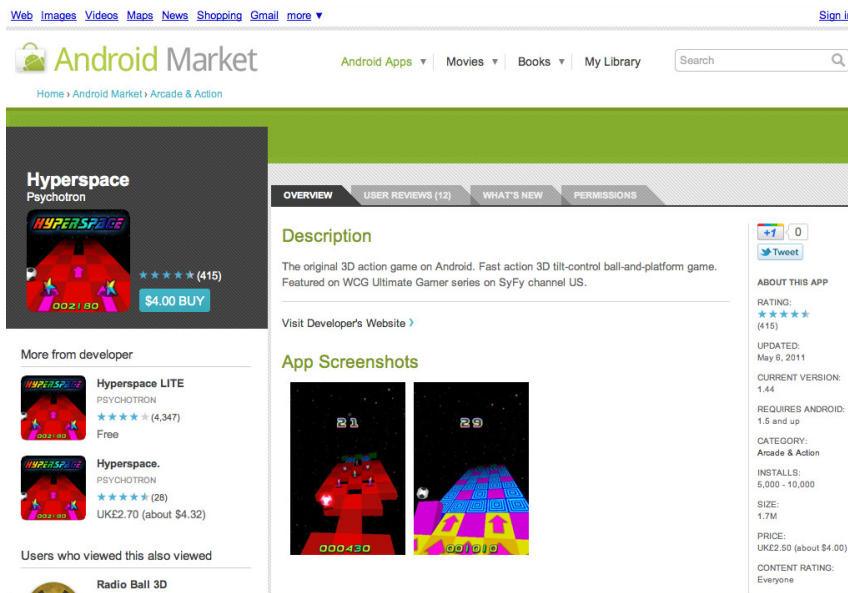 Web Images Videos Maps News Shopping Gmail more ▼
Sign in
Android Market
Android Apps ▼ Movies ▼ Books ▼ My Library
Search
Home › Android Market › Arcade & Action
Hyperspace
Psychotron
HYPERSPACE
002180
(415)
$4.00 BUY
OVERVIEW
USER REVIEWS (12)
WHAT'S NEW
PERMISSIONS
Description
The original 3D action game on Android. Fast action 3D tilt-control ball-and-platform game.
Featured on WCG Ultimate Gamer series on SyFy channel US.
Visit Developer's Website ›
App Screenshots
21
000430
29
001010
More from developer
HYPERSPACE
002180
Hyperspace LITE
PSYCHOTRON
(4,347)
Free
HYPERSPACE
002180
Hyperspace.
PSYCHOTRON
(28)
UK£2.70 (about $4.32)
Users who viewed this also viewed
Radio Ball 3D
+1 0
Tweet
ABOUT THIS APP
RATING:
(415)
UPDATED:
May 6, 2011
CURRENT VERSION:
1.44
REQUIRES ANDROID:
1.5 and up
CATEGORY:
Arcade & Action
INSTALLS:
5,000 - 10,000
SIZE:
1.7M
PRICE:
UK£2.50 (about $4.00)
CONTENT RATING:
Everyone